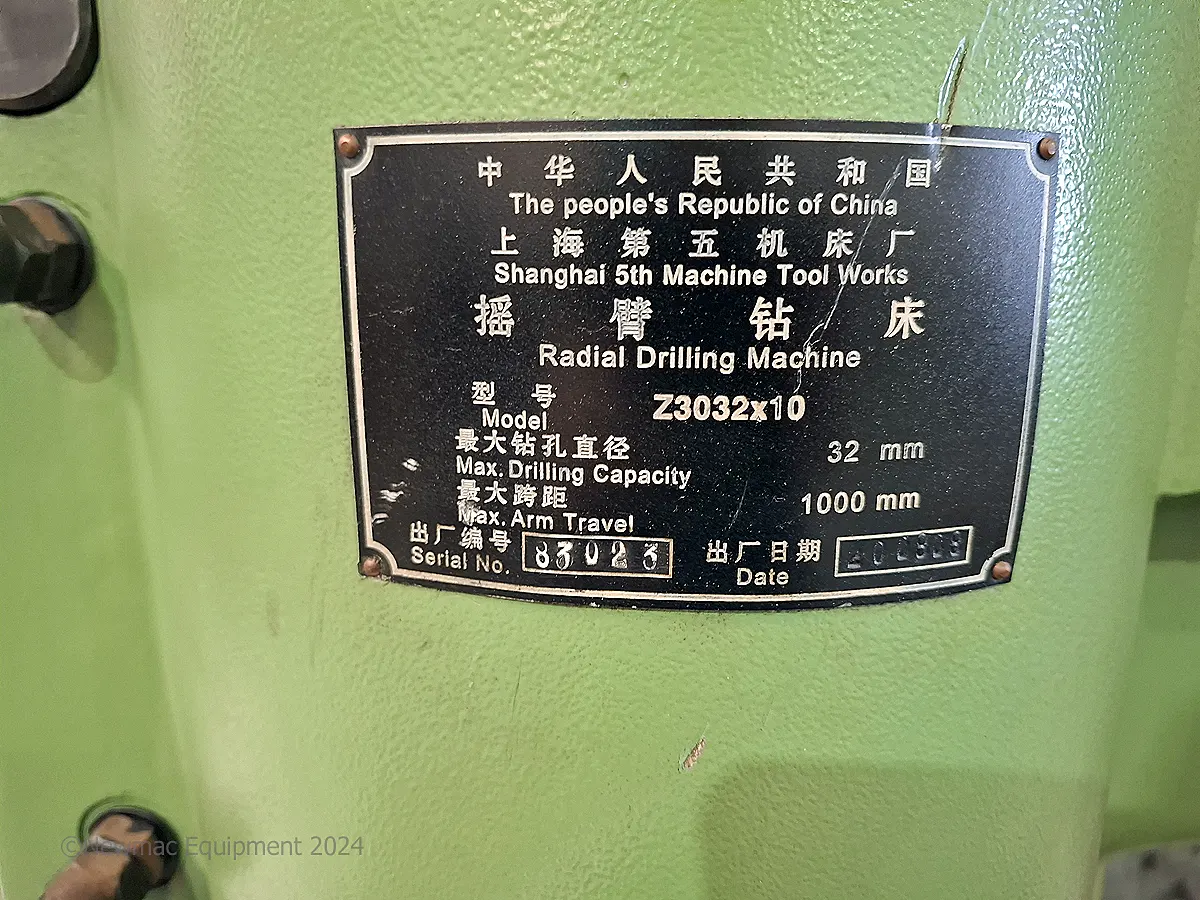 中华人民共和国
The people's Republic of China
上海第五机床厂
Shanghai 5th Machine Tool Works
摇臂钻床
Radial Drilling Machine
型号 Z3032x10
Model
最大钻孔直径 32 mm
Max. Drilling Capacity
最大跨距 1000 mm
Max. Arm Travel
出厂编号 83023 出厂日期
Serial No. Date
Equipment 2024